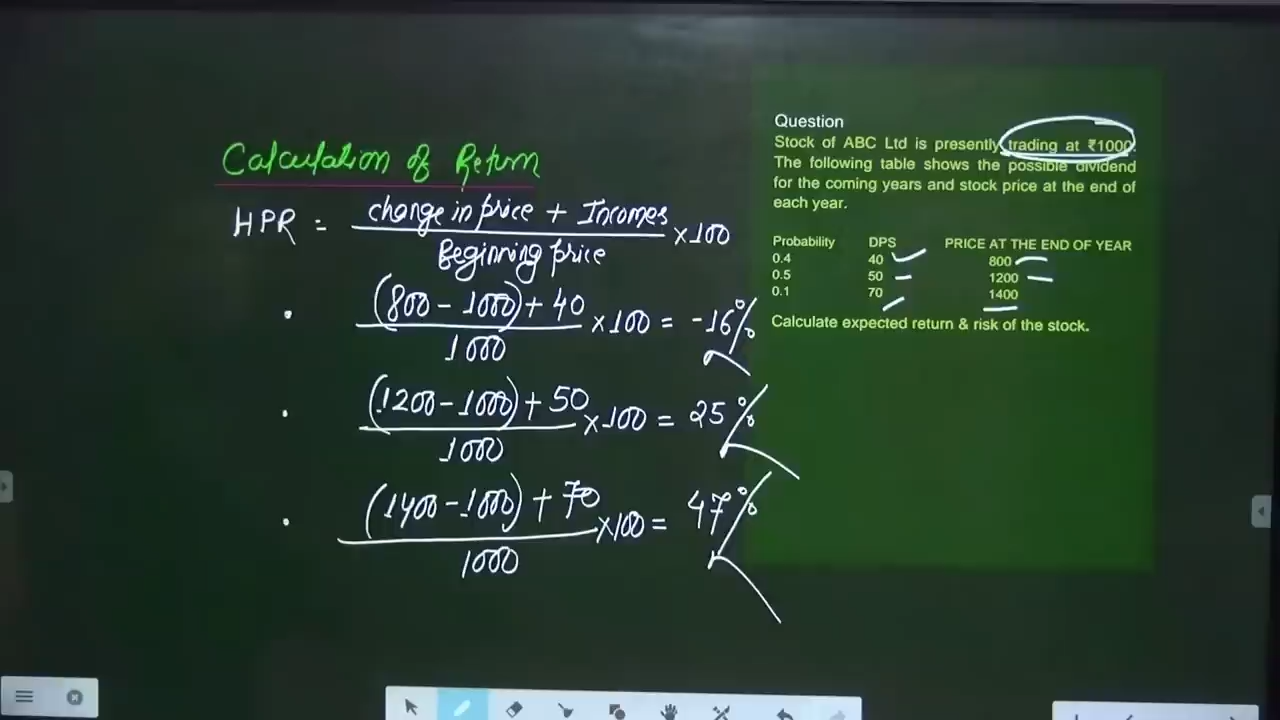 Calculation of Return
HPR = change in price + Incomes / Beginning price ×100
(800 - 1000) + 40 / 1000 ×100 = -16%
(1200 - 1000) + 50 / 1000 ×100 = 25%
(1400 - 1000) + 70 / 1000 ×100 = 47%
Question
Stock of ABC Ltd is presently trading at ₹1000.
The following table shows the possible dividend
for the coming years and stock price at the end of
each year.
Probability DPS PRICE AT THE END OF YEAR
0.4 40 800
0.5 50 1200
0.1 70 1400
Calculate expected return & risk of the stock.